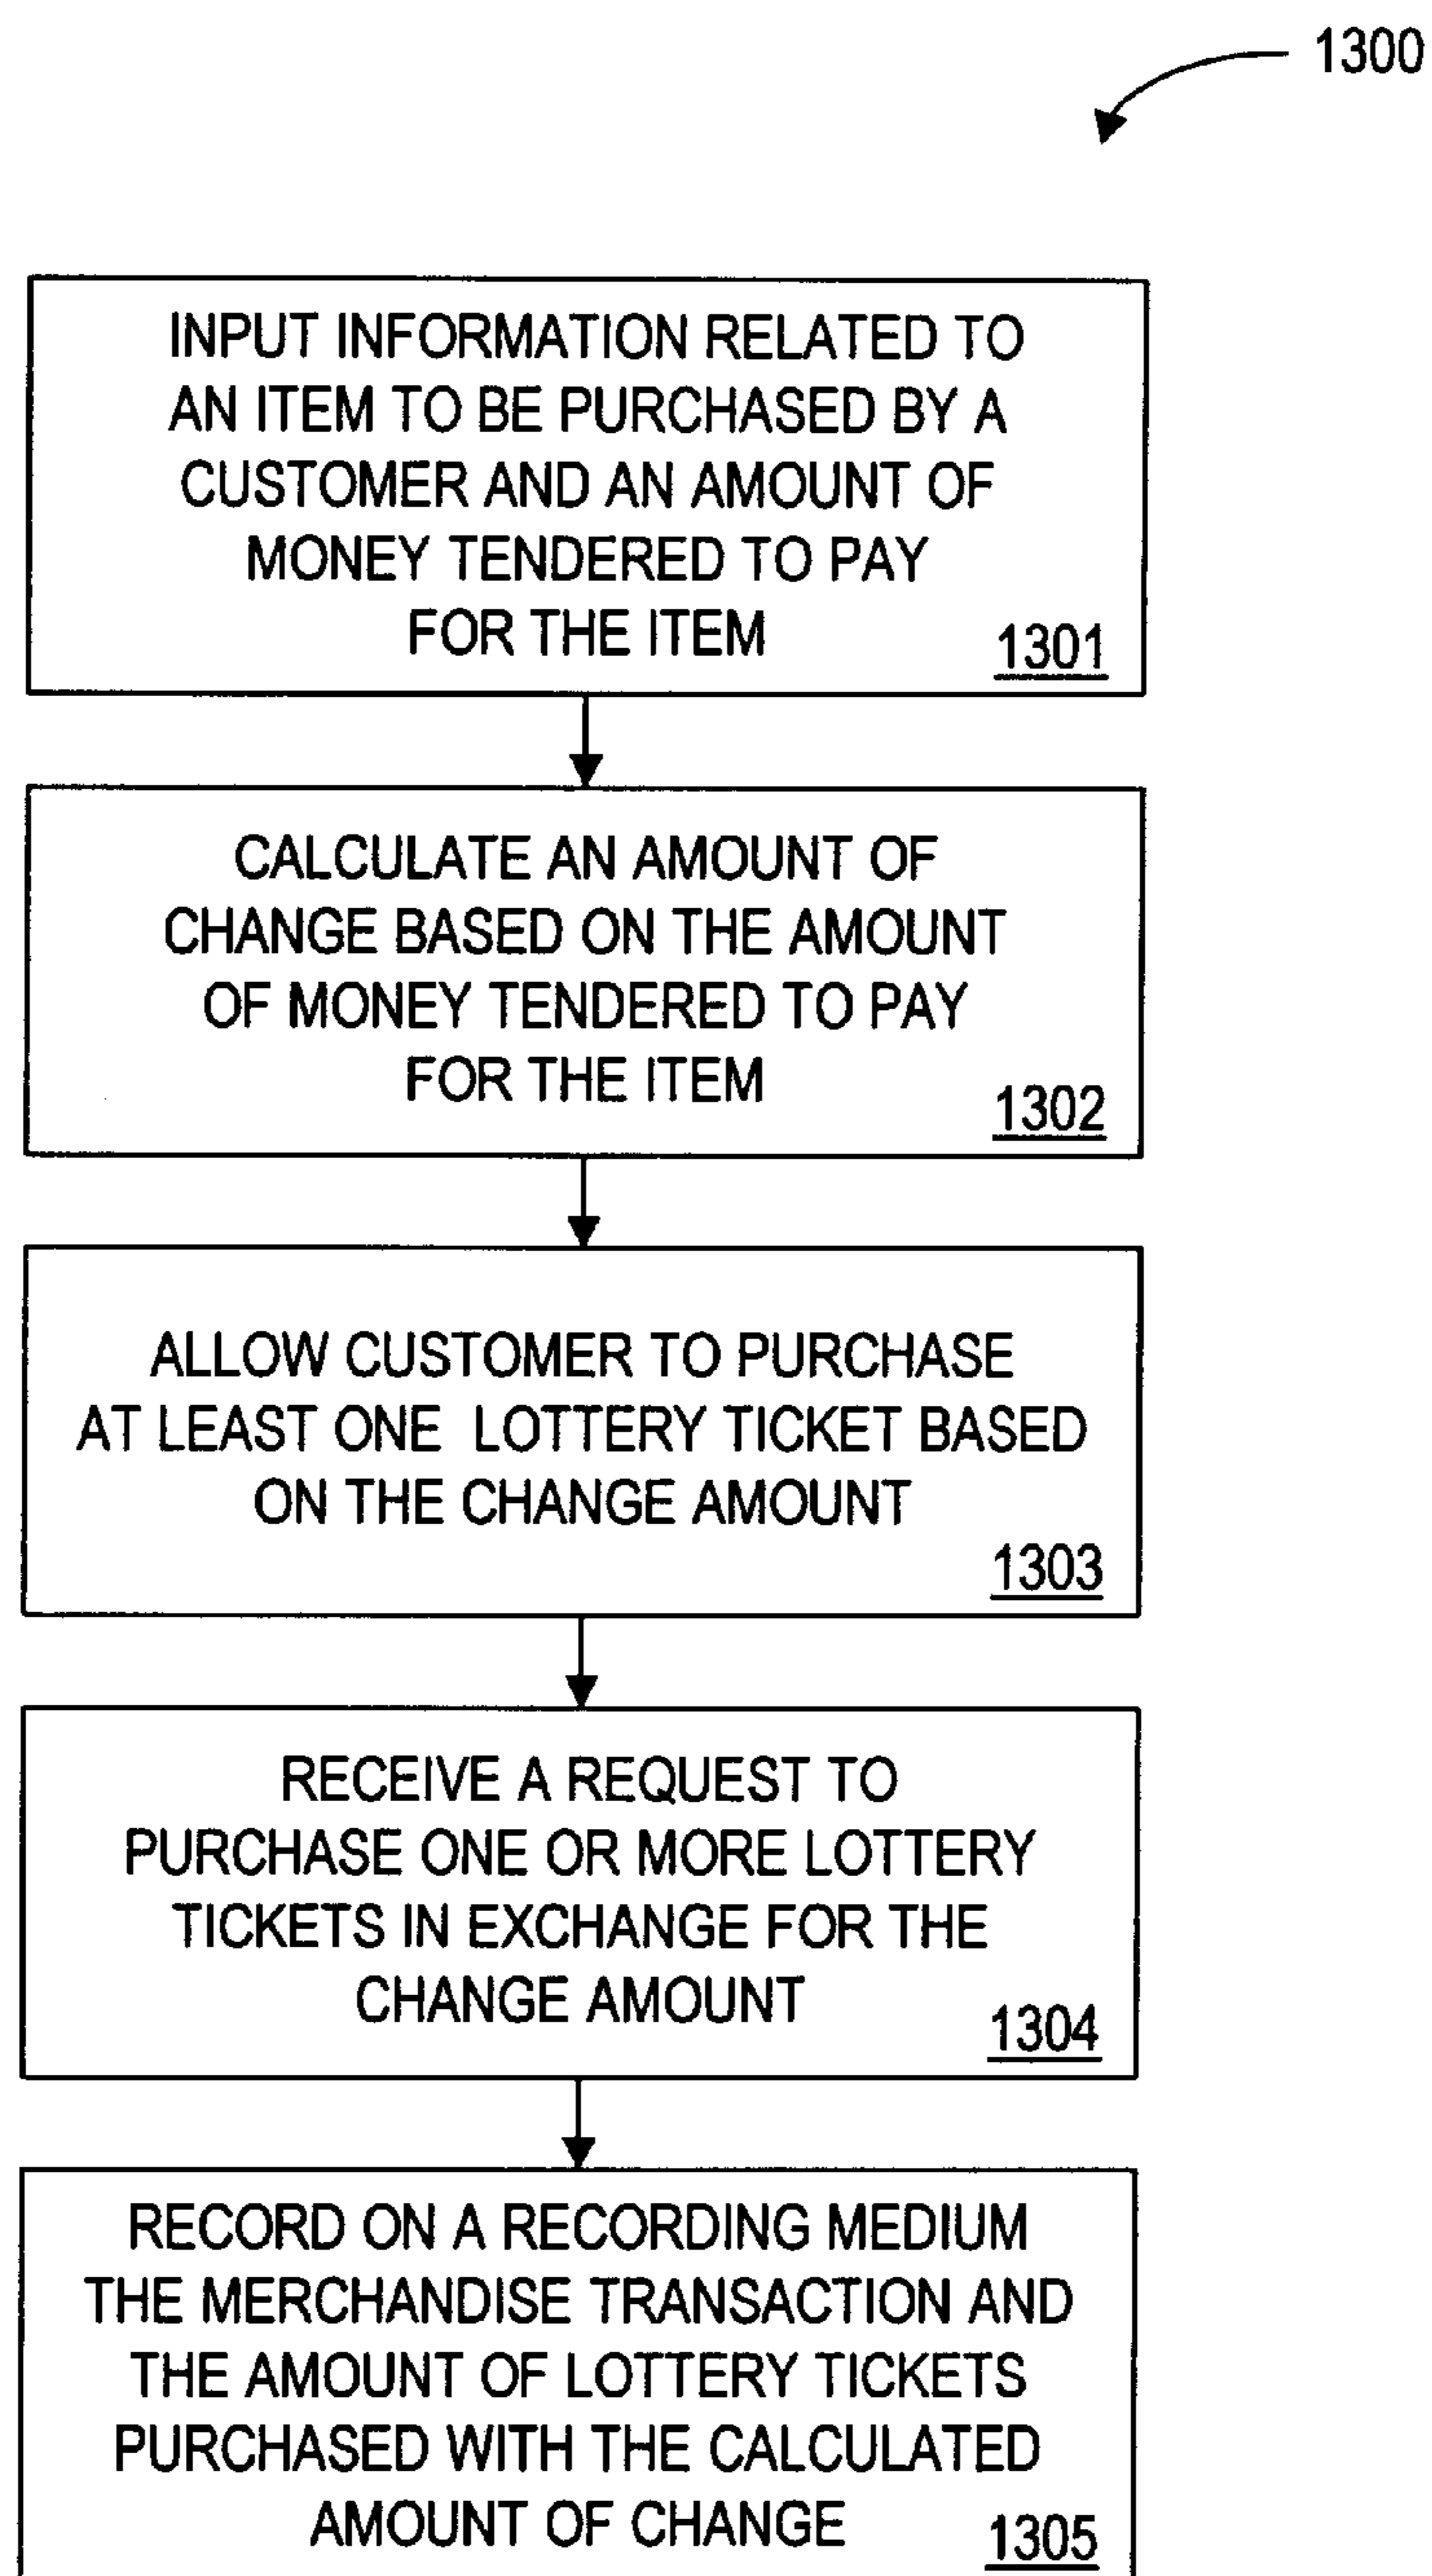 1300
INPUT INFORMATION RELATED TO
AN ITEM TO BE PURCHASED BY A
CUSTOMER AND AN AMOUNT OF
MONEY TENDERED TO PAY
FOR THE ITEM
1301
CALCULATE AN AMOUNT OF
CHANGE BASED ON THE AMOUNT
OF MONEY TENDERED TO PAY
FOR THE ITEM
1302
ALLOW CUSTOMER TO PURCHASE
AT LEAST ONE LOTTERY TICKET BASED
ON THE CHANGE AMOUNT
1303
RECEIVE A REQUEST TO
PURCHASE ONE OR MORE LOTTERY
TICKETS IN EXCHANGE FOR THE
CHANGE AMOUNT
1304
RECORD ON A RECORDING MEDIUM
THE MERCHANDISE TRANSACTION AND
THE AMOUNT OF LOTTERY TICKETS
PURCHASED WITH THE CALCULATED
AMOUNT OF CHANGE
1305